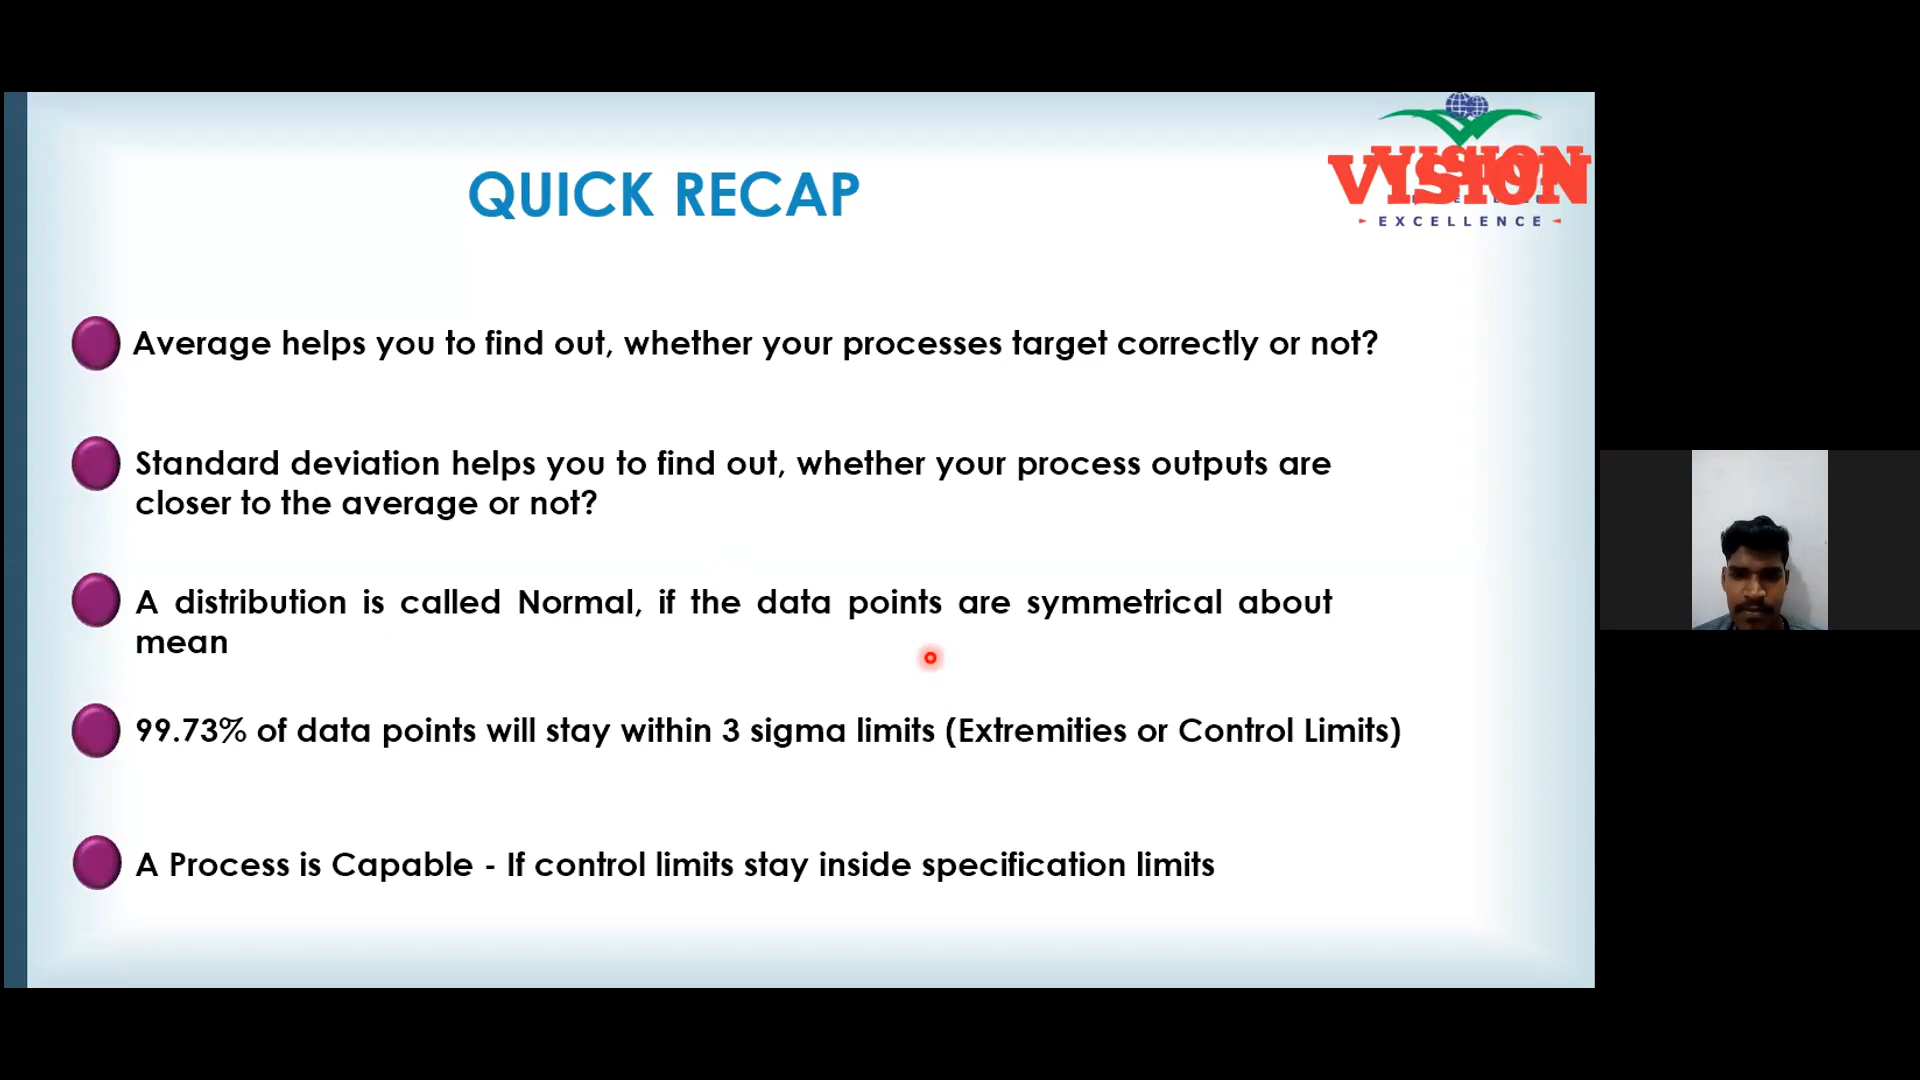 QUICK RECAP
VISION
EXCELLENCE
Average helps you to find out, whether your processes target correctly or not?
Standard deviation helps you to find out, whether your process outputs are
closer to the average or not?
A distribution is called Normal, if the data points are symmetrical about
mean
99.73% of data points will stay within 3 sigma limits (Extremities or Control Limits)
A Process is Capable - If control limits stay inside specification limits